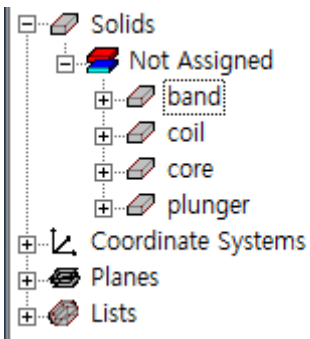 Solids
Not Assigned
band
coil
core
plunger
Coordinate Systems
Planes
Lists